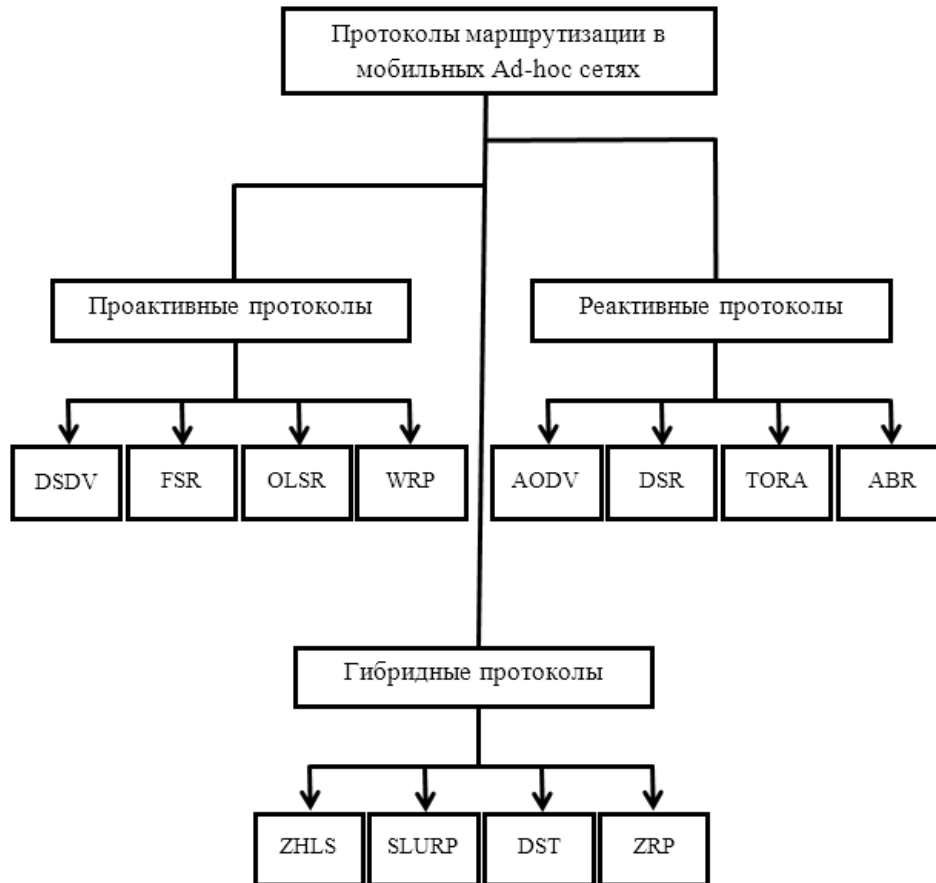 Протоколы маршрутизации в
мобильных Ad-hoc сетях
Проактивные протоколы
Реактивные протоколы
DSDV
FSR
OLSR
WRP
AODV
DSR
TORA
ABR
Гибридные протоколы
ZHLS
SLURP
DST
ZRP